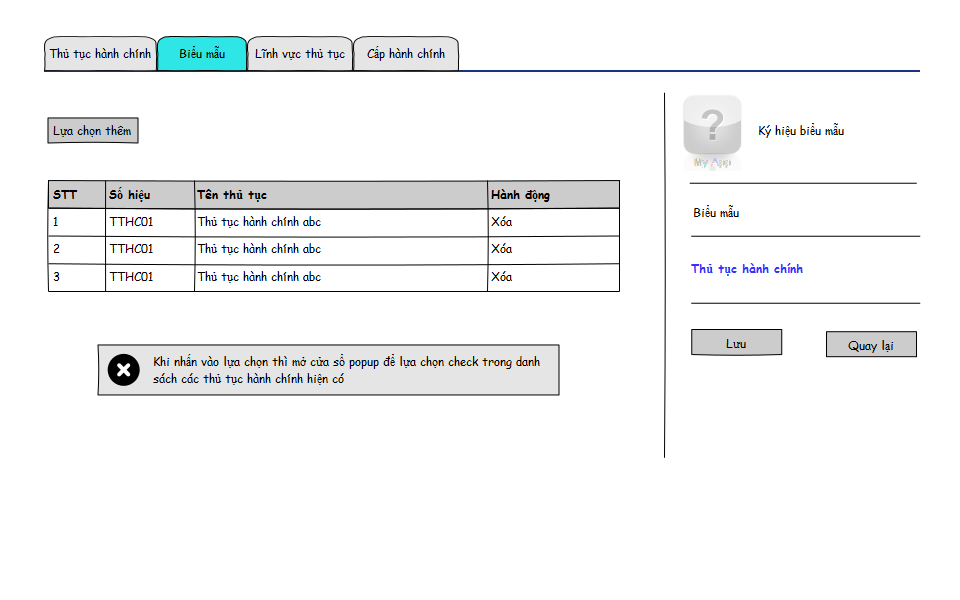 Thủ tục hành chính Biểu mẫu Lĩnh vực thủ tục Cấp hành chính
Lựa chọn thêm
STT Số hiệu Tên thủ tục Hành động
1 TTHC01 Thủ tục hành chính abc Xóa
2 TTHC01 Thủ tục hành chính abc Xóa
3 TTHC01 Thủ tục hành chính abc Xóa
Khi nhấn vào lựa chọn thì mở cửa sổ popup để lựa chọn check trong danh
sách các thủ tục hành chính hiện có
?
My App
Ký hiệu biểu mẫu
Biểu mẫu
Thủ tục hành chính
Lưu Quay lại